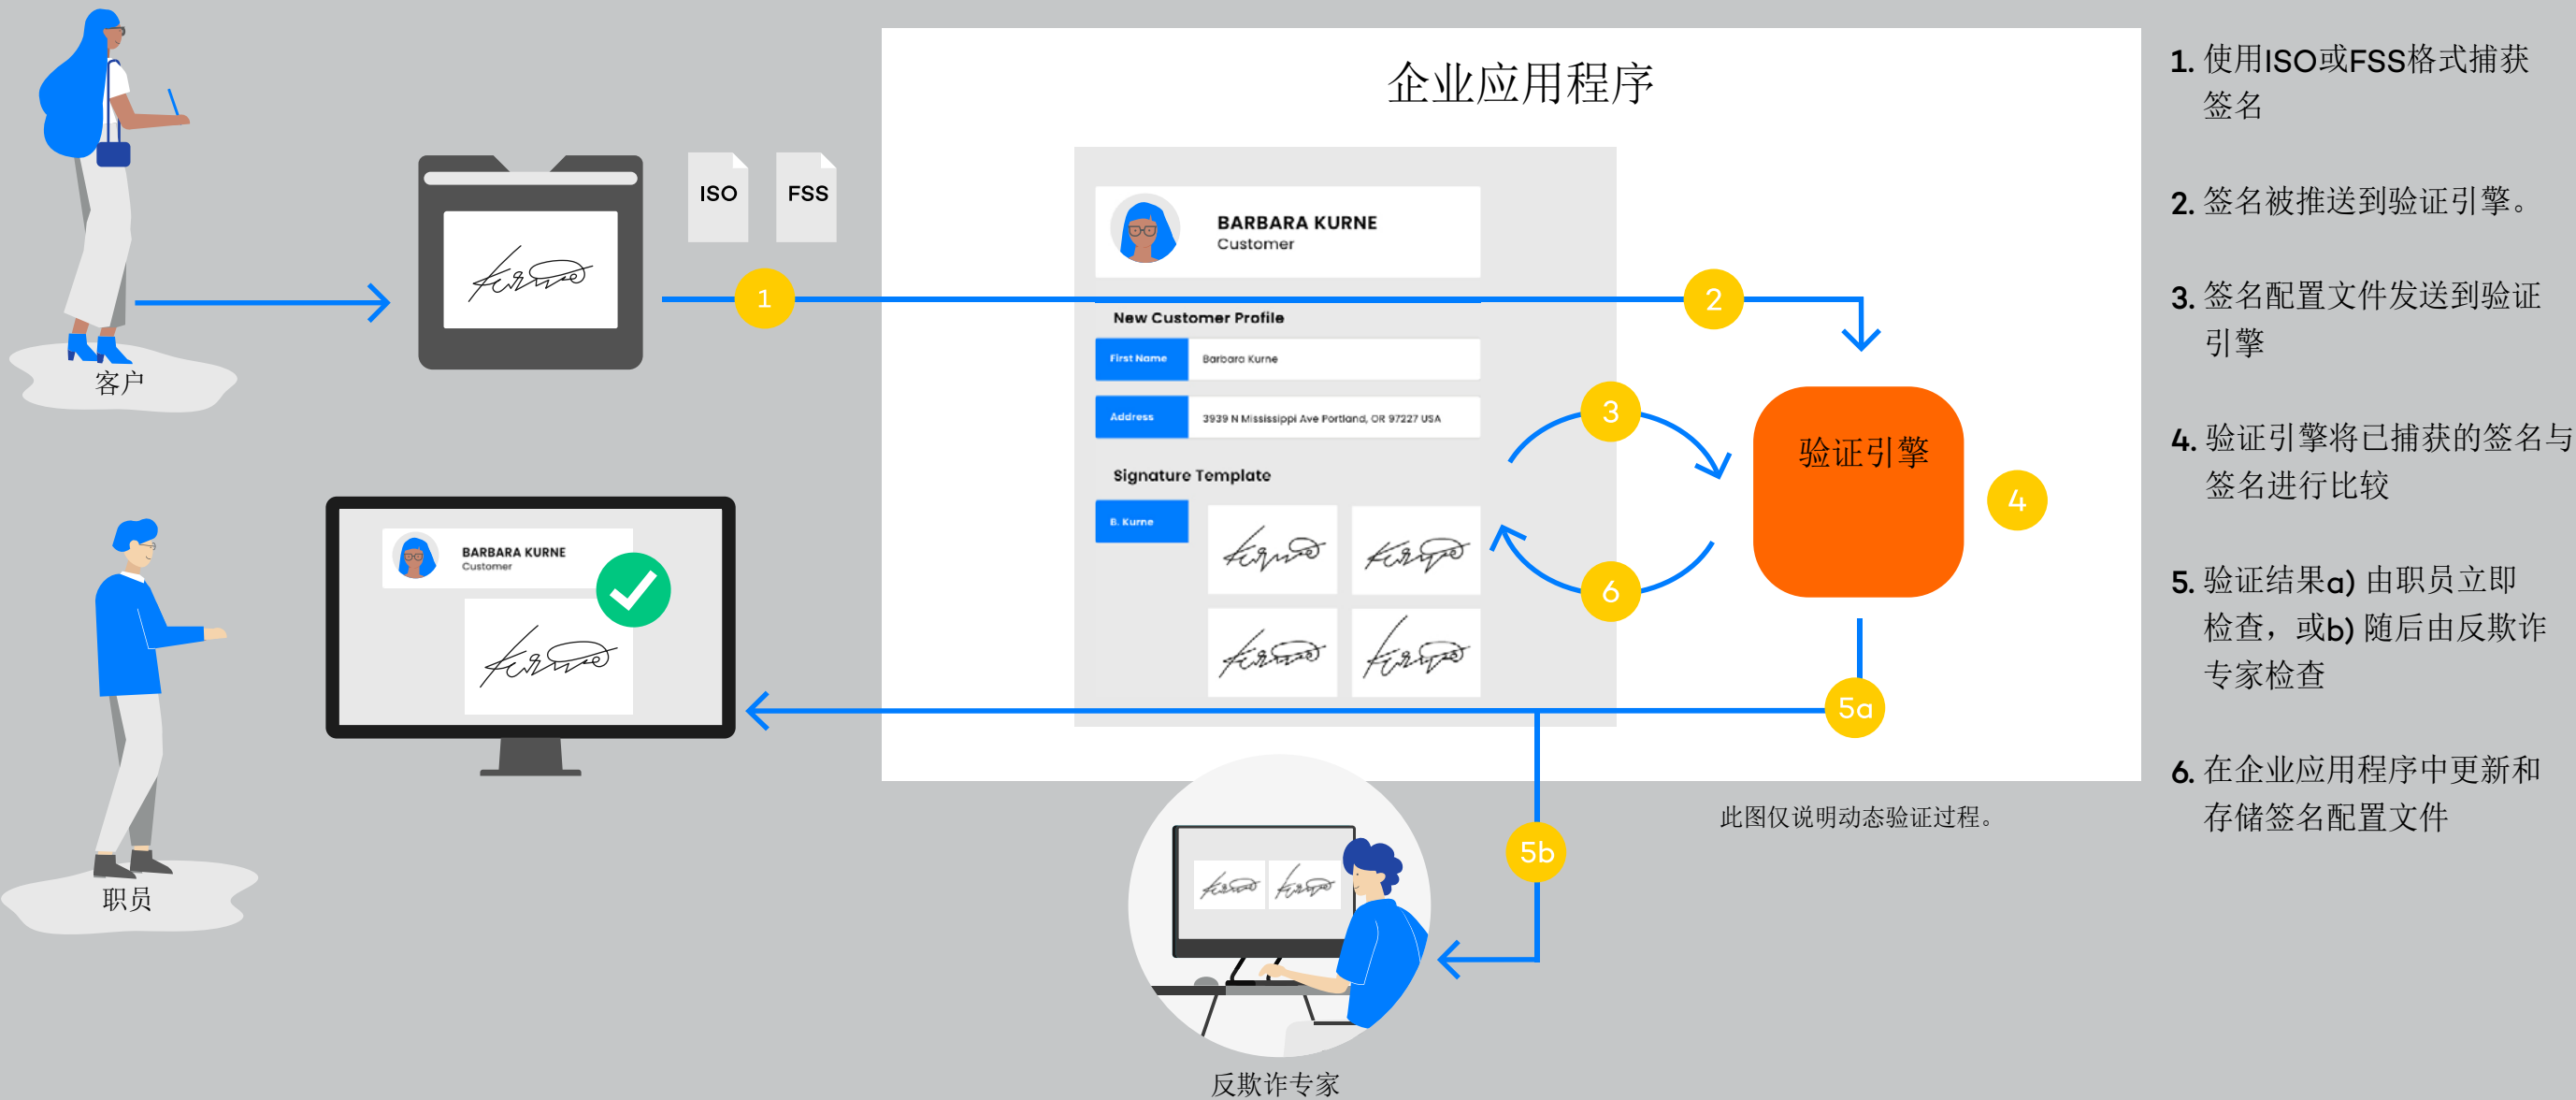 企业应用程序
ISO
FSS
BARBARA KURNE
Customer
1
2
New Customer Profile
First Name
Barbara Kurne
Address
3939 N Mississippi Ave Portland, OR 97227 USA
Signature Template
B. Kurne
3
验证引擎
4
6
客户
BARBARA KURNE
Customer
5a
职员
5b
反欺诈专家
此图仅说明动态验证过程。
1. 使用ISO或FSS格式捕获
签名
2. 签名被推送到验证引擎。
3. 签名配置文件发送到验证
引擎
4. 验证引擎将已捕获的签名与
签名进行比较
5. 验证结果a) 由职员立即
检查，或b) 随后由反欺诈
专家检查
6. 在企业应用程序中更新和
存储签名配置文件